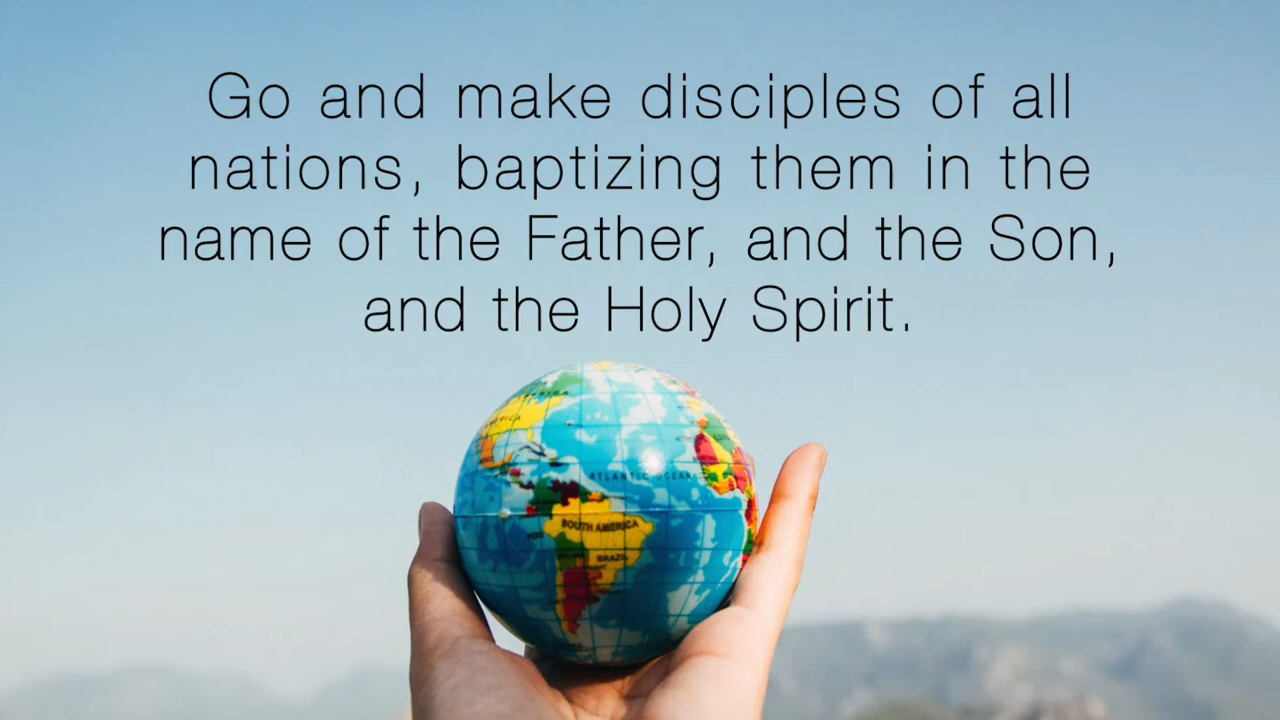 Go and make disciples of all
nations, baptizing them in the
name of the Father, and the Son,
and the Holy Spirit.
ATLANTIC OCEAN
SOUTH AMERICA
BRAZIL